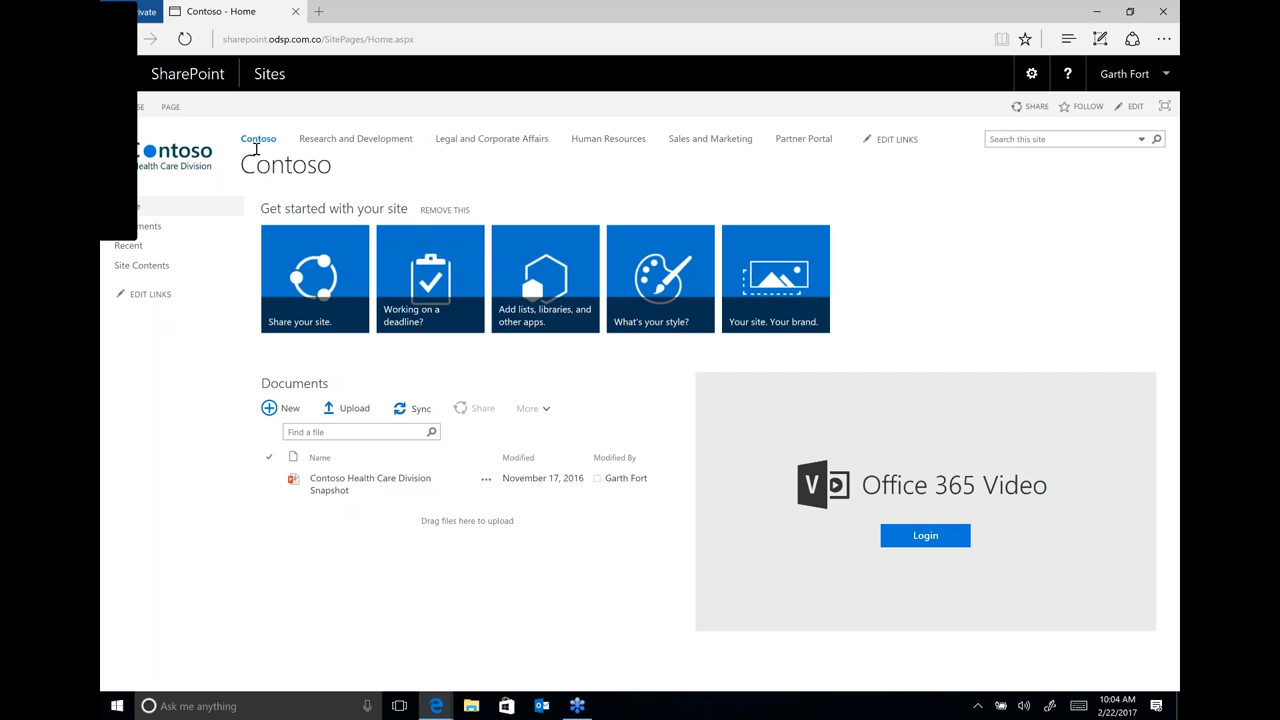 Contoso - Home
sharepoint.odsp.com.co/SitePages/Home.aspx
SharePoint
Sites
Garth Fort
PAGE
SHARE
FOLLOW
EDIT
Contoso
Research and Development
Legal and Corporate Affairs
Human Resources
Sales and Marketing
Partner Portal
EDIT LINKS
Search this site
ontoso
ealth Care Division
Contoso
Get started with your site
REMOVE THIS
ments
Recent
Site Contents
EDIT LINKS
Share your site.
Working on a
deadline?
Add lists, libraries, and
other apps.
What's your style?
Your site. Your brand.
Documents
New
Upload
Sync
Share
More
Find a file
Name
Modified
Modified By
Contoso Health Care Division
Snapshot
...
November 17, 2016
Garth Fort
Drag files here to upload
Office 365 Video
Login
Ask me anything
10:04 AM
2/22/2017